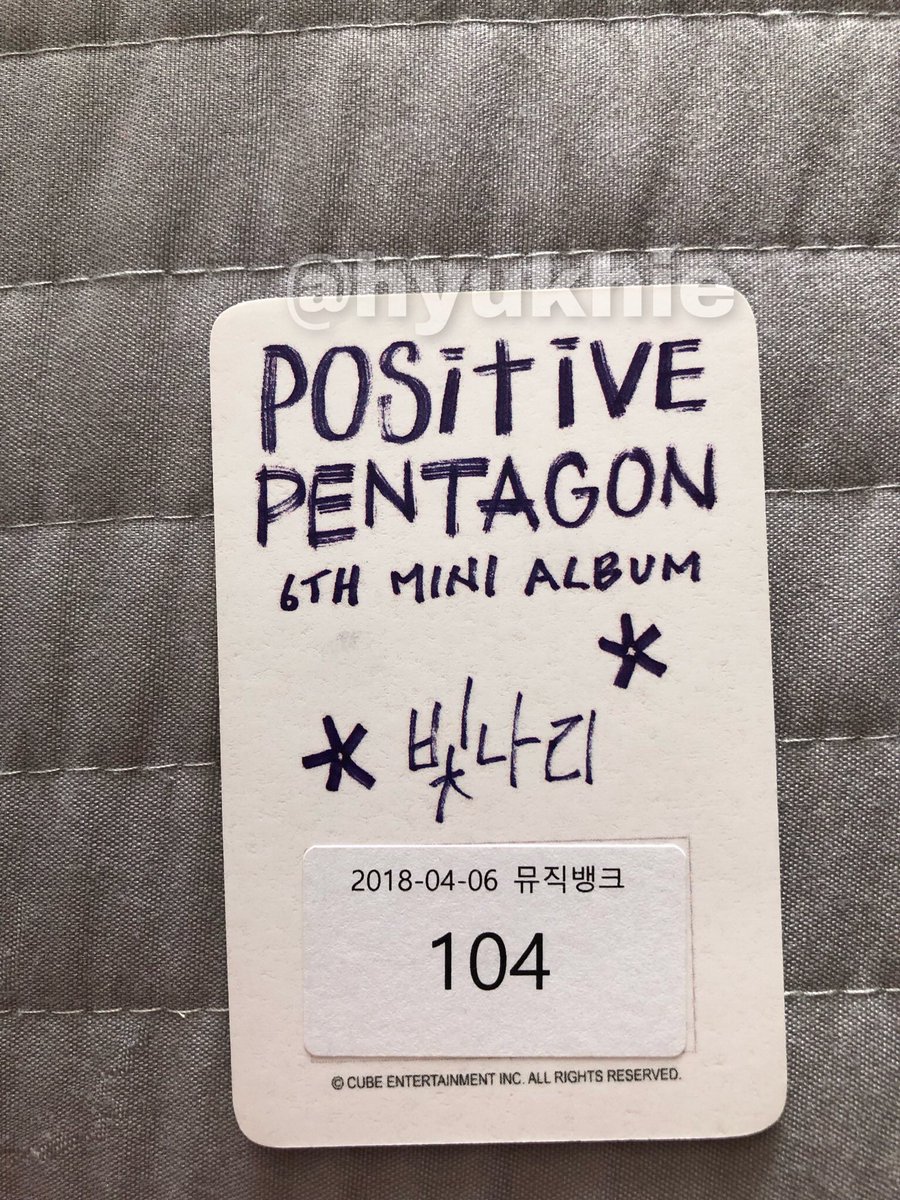 @hyukhie
POSiTiVE
PENTAGON
6TH MINI ALBUM
빛나리
2018-04-06 뮤직뱅크
104
© CUBE ENTERTAINMENT INC. ALL RIGHTS RESERVED.